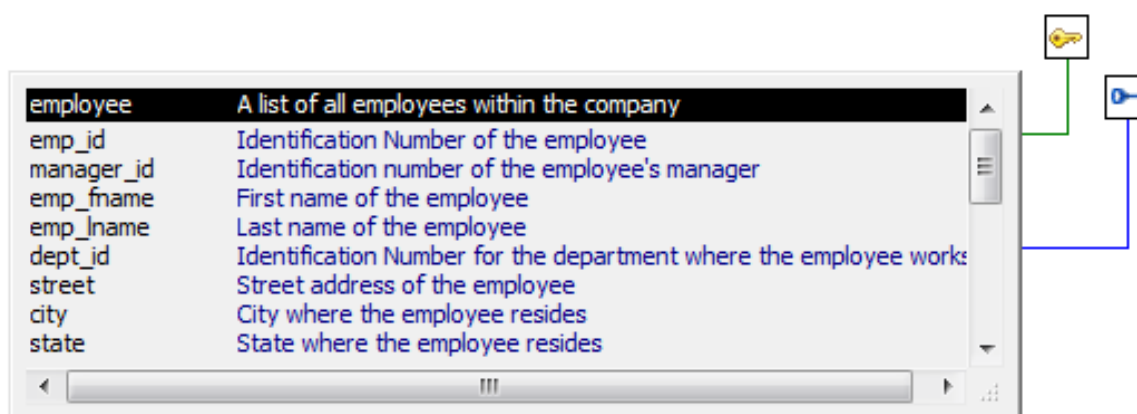 employee A list of all employees within the company
emp_id Identification Number of the employee
manager_id Identification number of the employee's manager
emp_fname First name of the employee
emp_lname Last name of the employee
dept_id Identification Number for the department where the employee works
street Street address of the employee
city City where the employee resides
state State where the employee resides